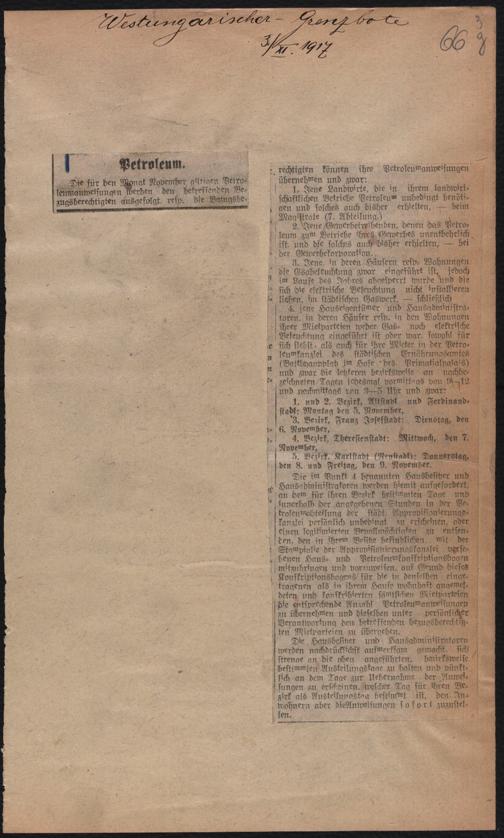 Westungarischer - Grenzbote
3/XI. 1917
66
3
8
Petroleum.
Die für den Monat November giltigen Petro-
leumanweisungen werden den betreffenden Be-
zugsberechtigten ausgefolgt resp. die Bezugsbe-
rechtigten können ihre Petroleumanweisungen
übernehmen und zwar:
1. Jene Landwirte, die in ihrem landwirt-
schaftlichen Betriebe Petroleum unbedingt benöti-
gen und solches auch bisher erhielten, — beim
Magistrate (7. Abteilung.)
2. Jene Gewerbetreibenden, denen das Petro-
leum zum Betriebe ihres Gewerbes unentbehrlich
ist und die solches auch bisher erhielten, — bei
der Gewerbekorporation.
3. Jene, in deren Häusern resp. Wohnungen
die Gasbeleuchtung zwar eingeführt ist, jedoch
im Laufe des Jahres abgesperrt wurde und die
sich die elektrische Beleuchtung nicht installieren
ließen, im städtischen Gaswerk, — schließlich
4. jene Hauseigentümer und Hausadministra-
toren, in deren Häuser resp. in den Wohnungen
ihrer Mietparteien weder Gas- noch elektrische
Beleuchtung eingeführt ist oder war, sowohl für
sich selbst, als auch für ihre Mieter in der Petro-
leumkanzlei des städtischen Ernährungsamtes
(Batthyanyplatz im Hofe des Primatialpalais)
und zwar die letzteren bezirksweise an nachbe-
zeichneten Tagen jedesmal vormittags von
und nachmittags von 3—5 Uhr und zwar:
1. und 2. Bezirk, Altstadt und Ferdinand-
stadt: Montag den 5. November,
3. Bezirk, Franz Josefstadt: Dienstag, den
6. November,
4. Bezirk, Theresienstadt: Mittwoch, den 7.
November,
5. Bezirk, Karlstadt (Neustadt): Donnerstag,
den 8. und Freitag, den 9. November.
Die im Punkt 4 benannten Hausbesitzer und
Hausadministratoren werden hiemit aufgefordert,
an dem für ihren Bezirk bestimmten Tage und
innerhalb der angegebenen Stunden in der Pe-
troleumabteilung der städt. Approvisionierungs-
kanzlei persönlich unbedingt zu erscheinen, oder
einen legitimierten Bevollmächtigten zu entsen-
den, den in ihrem Besitze befindlichen, mit der
Stampiglie der Approvisionierungskanzlei verse-
henen Haus- und Petroleumkonskriptionsbogen
mitzubringen und vorzuweisen, auf Grund dieses
Konskriptionsbogens für die in denselben einge-
tragenen als in ihrem Hause wohnhaft angemel-
deten und konskribierten sämtlichen Mietparteien
die entsprechende Anzahl Petroleumanweisungen
zu übernehmen und dieselben unter persönlicher
Verantwortung den betreffenden bezugsberechtig-
ten Mietparteien zu übergeben.
Die Hausbesitzer und Hausadministratoren
werden nachdrücklichst aufmerksam gemacht, sich
strenge an die oben angeführten, bezirksweise
bestimmten Austeilungstage zu halten und pünkt-
lich an dem Tage zur Uebernahme der Anwei-
sungen zu erscheinen, welcher Tag für ihren Be-
zirk als Austeilungstag bestimmt ist, den In-
wohnern aber die Anweisungen sofort zuzustel-
len.